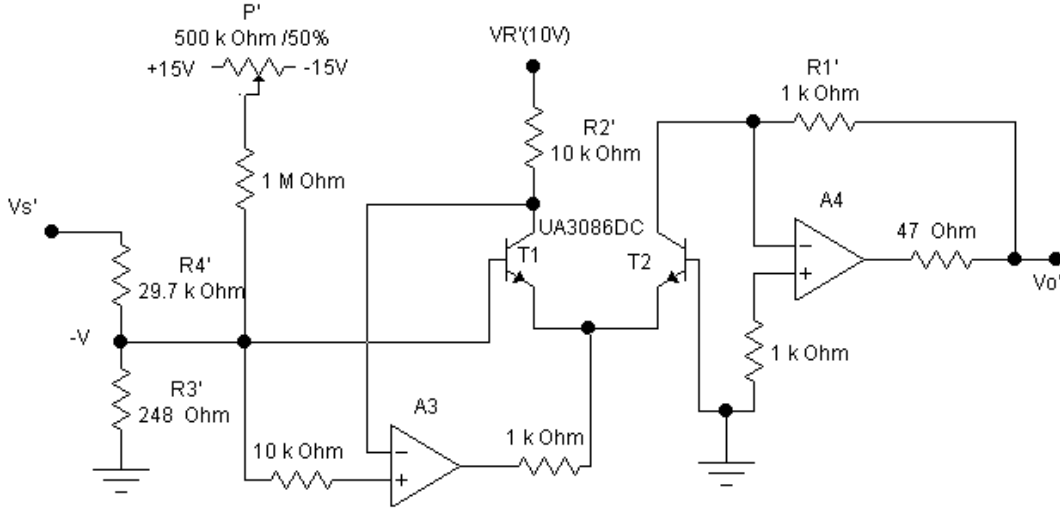 P'
500 k Ohm /50%
+15V
-15V
VR'(10V)
R1'
1 k Ohm
R2'
10 k Ohm
1 M Ohm
A4
Vs'
UA3086DC
T1
T2
47 Ohm
R4'
29.7 k Ohm
Vo'
-V
1 k Ohm
R3'
248 Ohm
A3
10 k Ohm
1 k Ohm